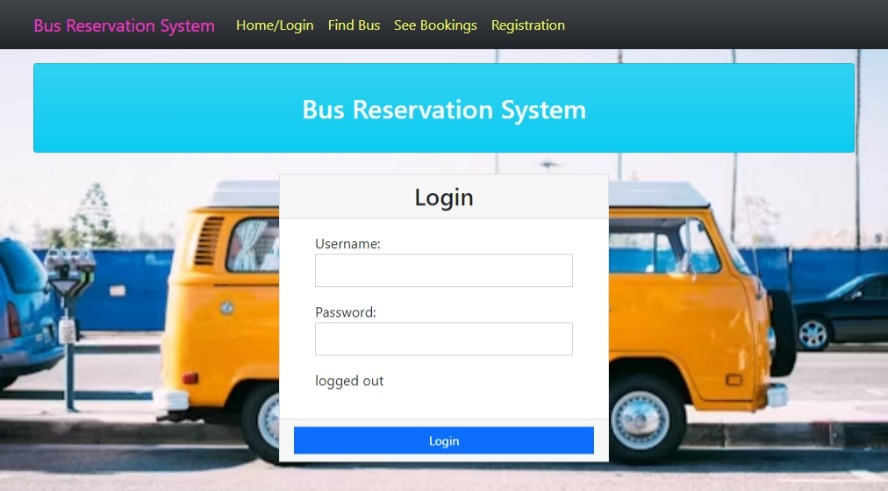 Bus Reservation System Home/Login Find Bus See Bookings Registration
Bus Reservation System
Login
Username:
Password:
logged out
Login